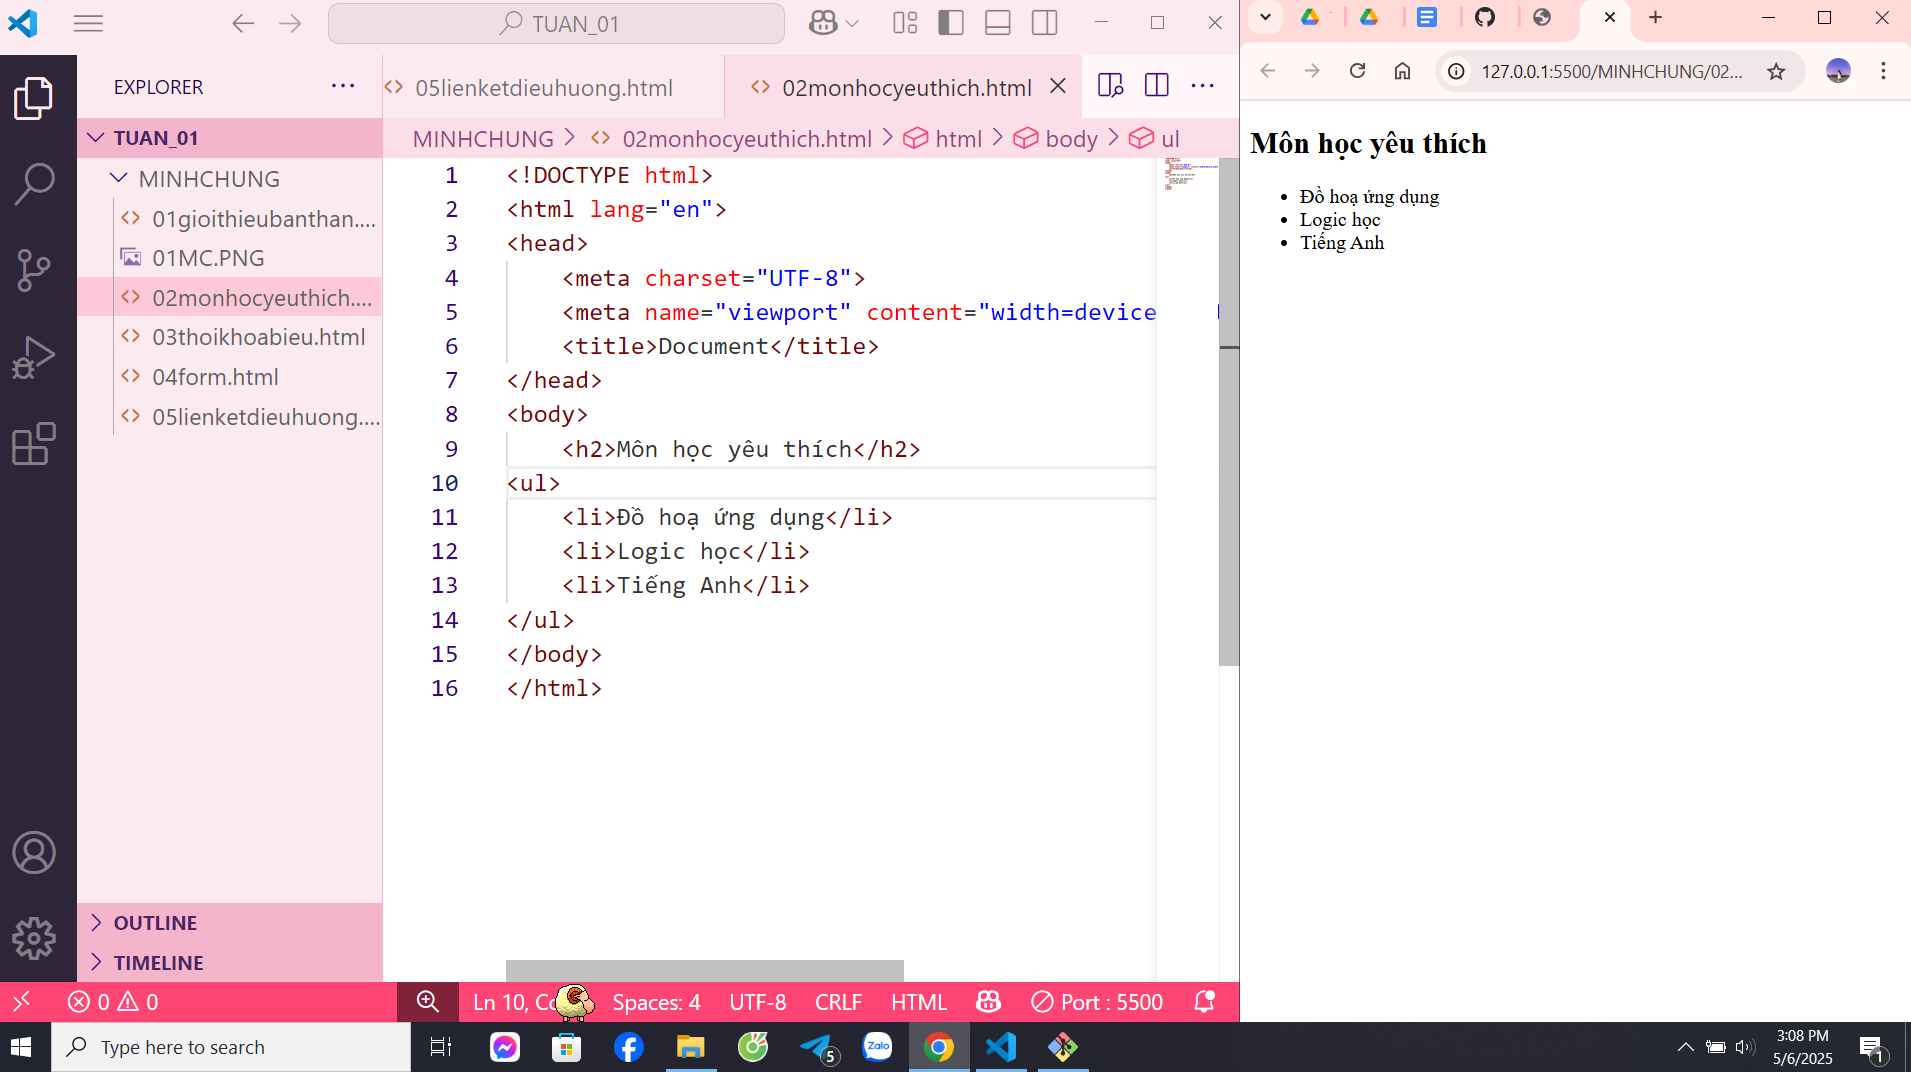 TUAN_01
EXPLORER
TUAN_01
MINHCHUNG
01gioithieubanthan....
01MC.PNG
02monhocyeuthich....
03thoikhoabieu.html
04form.html
05lienketdieuhuong....
OUTLINE
TIMELINE
05lienketdieuhuong.html
02monhocyeuthich.html
MINHCHUNG > 02monhocyeuthich.html > html > body > ul
1 <!DOCTYPE html>
2 <html lang="en">
3 <head>
4 <meta charset="UTF-8">
5 <meta name="viewport" content="width=device
6 <title>Document</title>
7 </head>
8 <body>
9 <h2>Môn học yêu thích</h2>
10 <ul>
11 <li>Đồ hoạ ứng dụng</li>
12 <li>Logic học</li>
13 <li>Tiếng Anh</li>
14 </ul>
15 </body>
16 </html>
0 0
Ln 10, Co
Spaces: 4
UTF-8
CRLF
HTML
Port : 5500
127.0.0.1:5500/MINHCHUNG/02...
Môn học yêu thích
• Đồ hoạ ứng dụng
• Logic học
• Tiếng Anh
Type here to search
5
Zalo
3:08 PM
5/6/2025
1